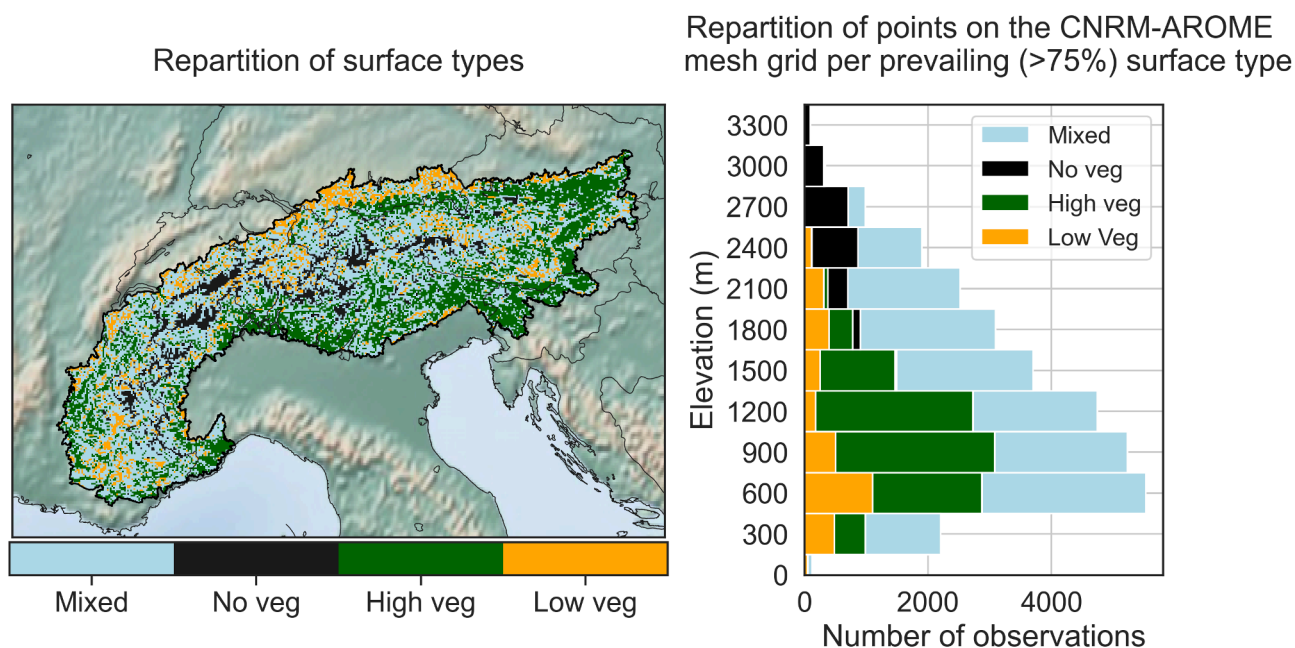 Repartition of surface types
Mixed
No veg
High veg
Low veg
Repartition of points on the CNRM-AROME
mesh grid per prevailing (>75%) surface type
Elevation (m)
3300
3000
2700
2400
2100
1800
1500
1200
900
600
300
0
Mixed
No veg
High veg
Low Veg
0
2000
4000
Number of observations